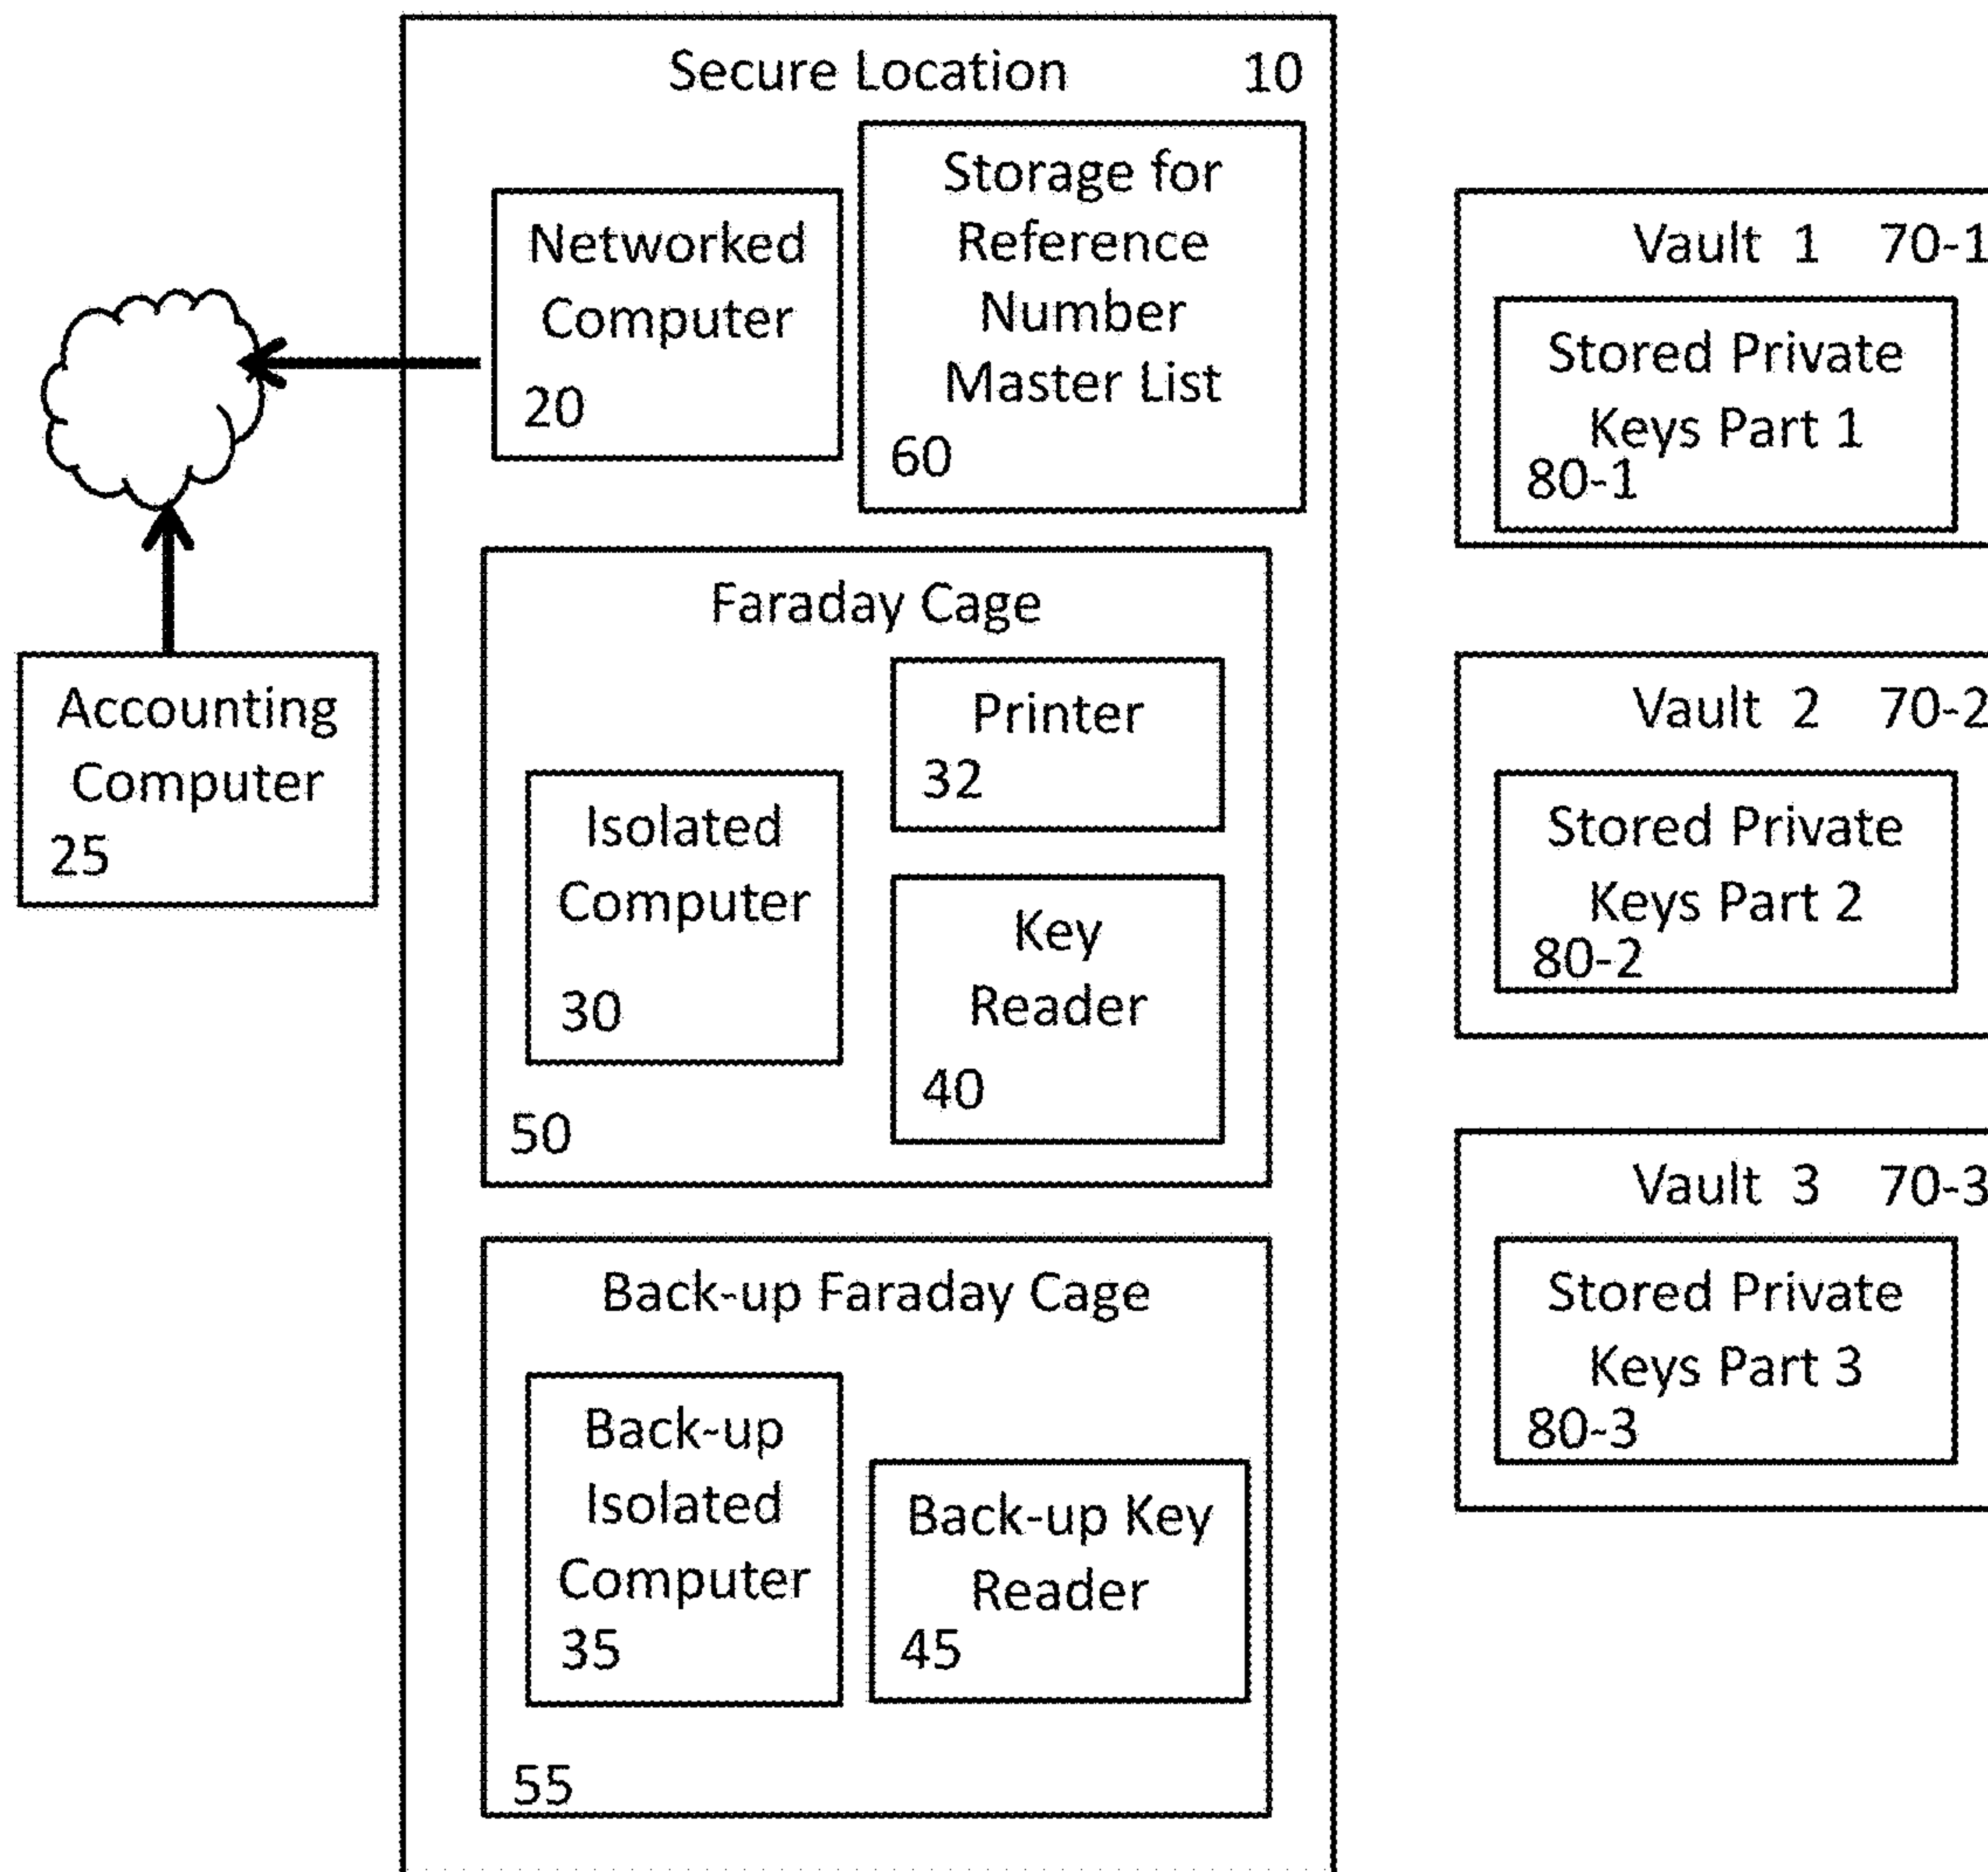 Secure Location 10
Networked
Computer
20
Storage for
Reference
Number
Master List
60
Accounting
Computer
25
Faraday Cage
Printer
32
Isolated
Computer
30
Key
Reader
40
50
Back-up Faraday Cage
Back-up
Isolated
Computer
35
Back-up Key
Reader
45
55
Vault 1 70-1
Stored Private
Keys Part 1
80-1
Vault 2 70-2
Stored Private
Keys Part 2
80-2
Vault 3 70-3
Stored Private
Keys Part 3
80-3